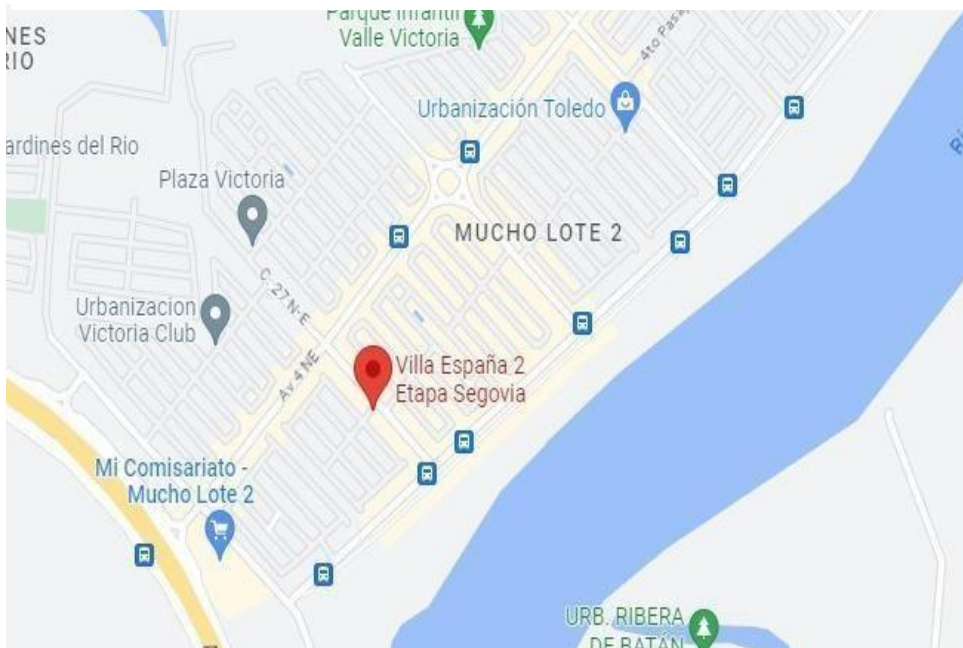 Parque Infantil
Valle Victoria
NES
RIO
4to Pasaj
Urbanización Toledo
ardines del Rio
Plaza Victoria
MUCHO LOTE 2
C. 27 N-E
Urbanizacion
Victoria Club
Av 4 NE
Villa España 2
Etapa Segovia
Mi Comisariato -
Mucho Lote 2
URB. RIBERA
DE BATÁN